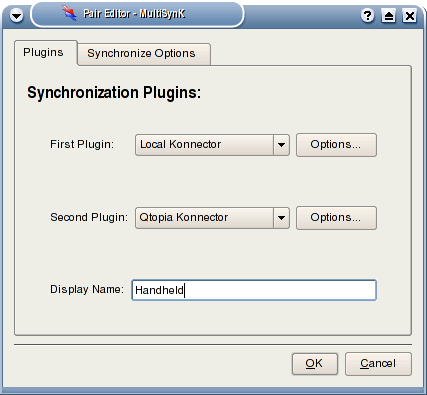 Pair Editor - MultiSynK
Plugins
Synchronize Options
Synchronization Plugins:
First Plugin: Local Konnector Options...
Second Plugin: Qtopia Konnector Options...
Display Name: Handheld
OK Cancel